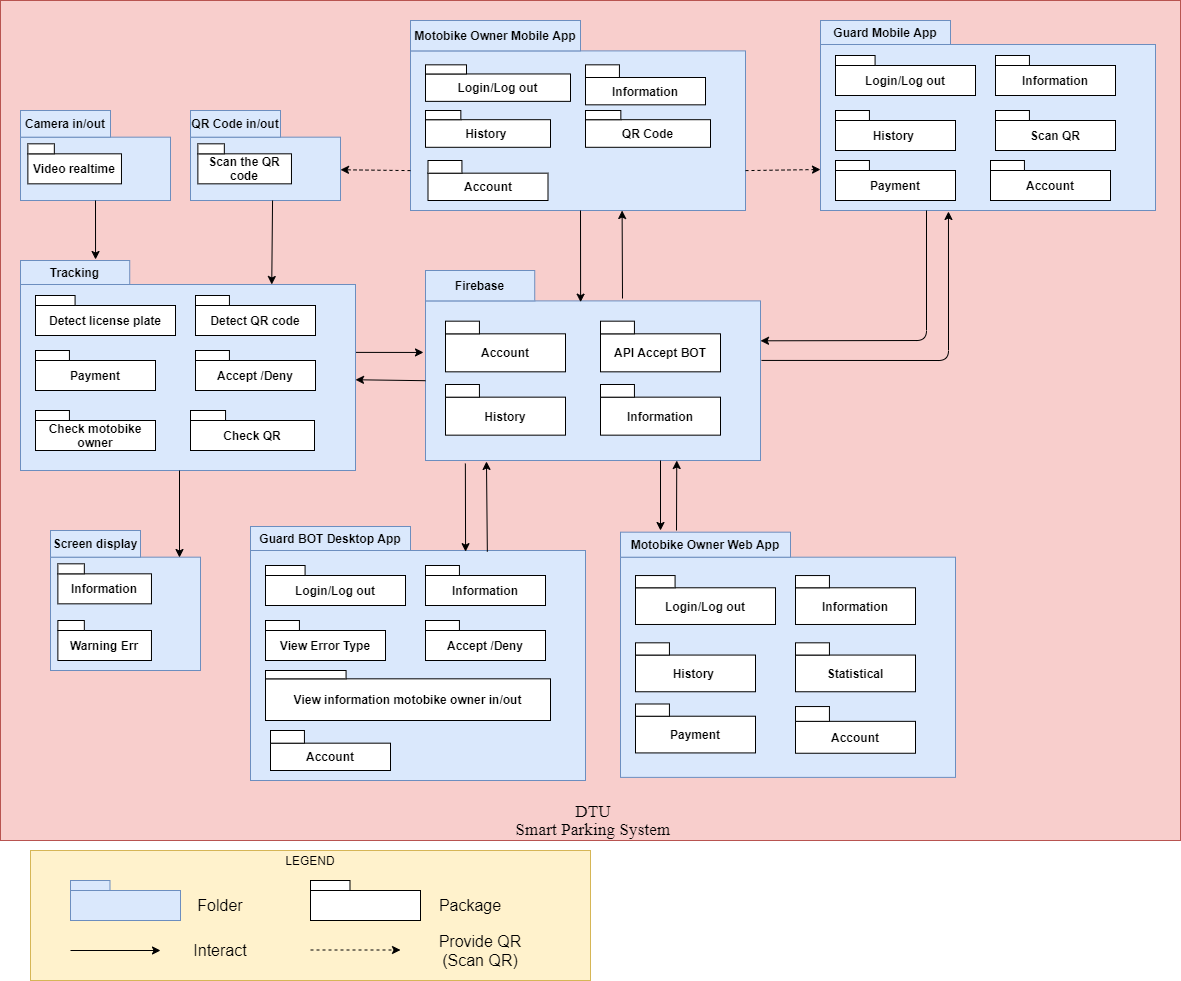 Motobike Owner Mobile App
Login/Log out
Information
History
QR Code
Account
Guard Mobile App
Login/Log out
Information
History
Scan QR
Payment
Account
Camera in/out
Video realtime
QR Code in/out
Scan the QR
code
Tracking
Detect license plate
Detect QR code
Payment
Accept /Deny
Check motobike
owner
Check QR
Firebase
Account
API Accept BOT
History
Information
Screen display
Information
Warning Err
Guard BOT Desktop App
Login/Log out
Information
View Error Type
Accept /Deny
View information motobike owner in/out
Account
Motobike Owner Web App
Login/Log out
Information
History
Statistical
Payment
Account
DTU
Smart Parking System
LEGEND
Folder
Package
Interact
Provide QR
(Scan QR)